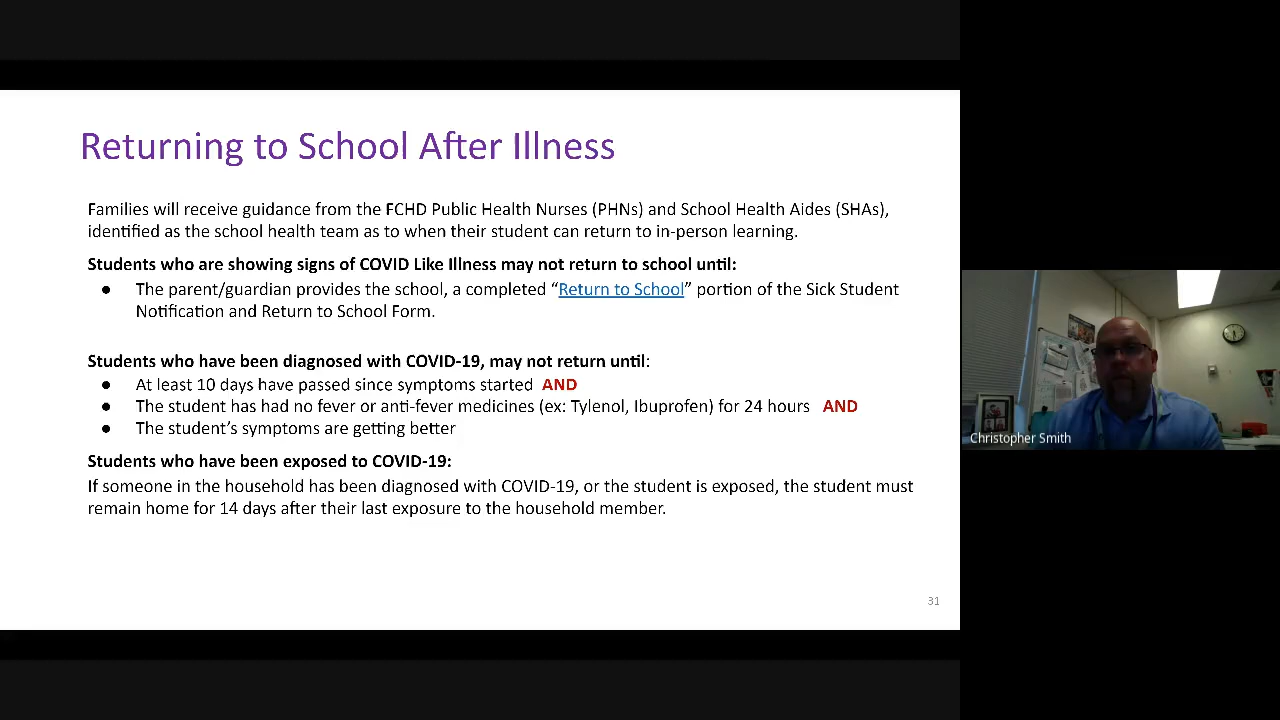 Returning to School After Illness
Families will receive guidance from the FCHD Public Health Nurses (PHNs) and School Health Aides (SHAs),
identified as the school health team as to when their student can return to in-person learning.
Students who are showing signs of COVID Like Illness may not return to school until:
● The parent/guardian provides the school, a completed “Return to School” portion of the Sick Student
Notification and Return to School Form.
Students who have been diagnosed with COVID-19, may not return until:
● At least 10 days have passed since symptoms started AND
● The student has had no fever or anti-fever medicines (ex: Tylenol, Ibuprofen) for 24 hours AND
● The student’s symptoms are getting better
Students who have been exposed to COVID-19:
If someone in the household has been diagnosed with COVID-19, or the student is exposed, the student must
remain home for 14 days after their last exposure to the household member.
31
Christopher Smith